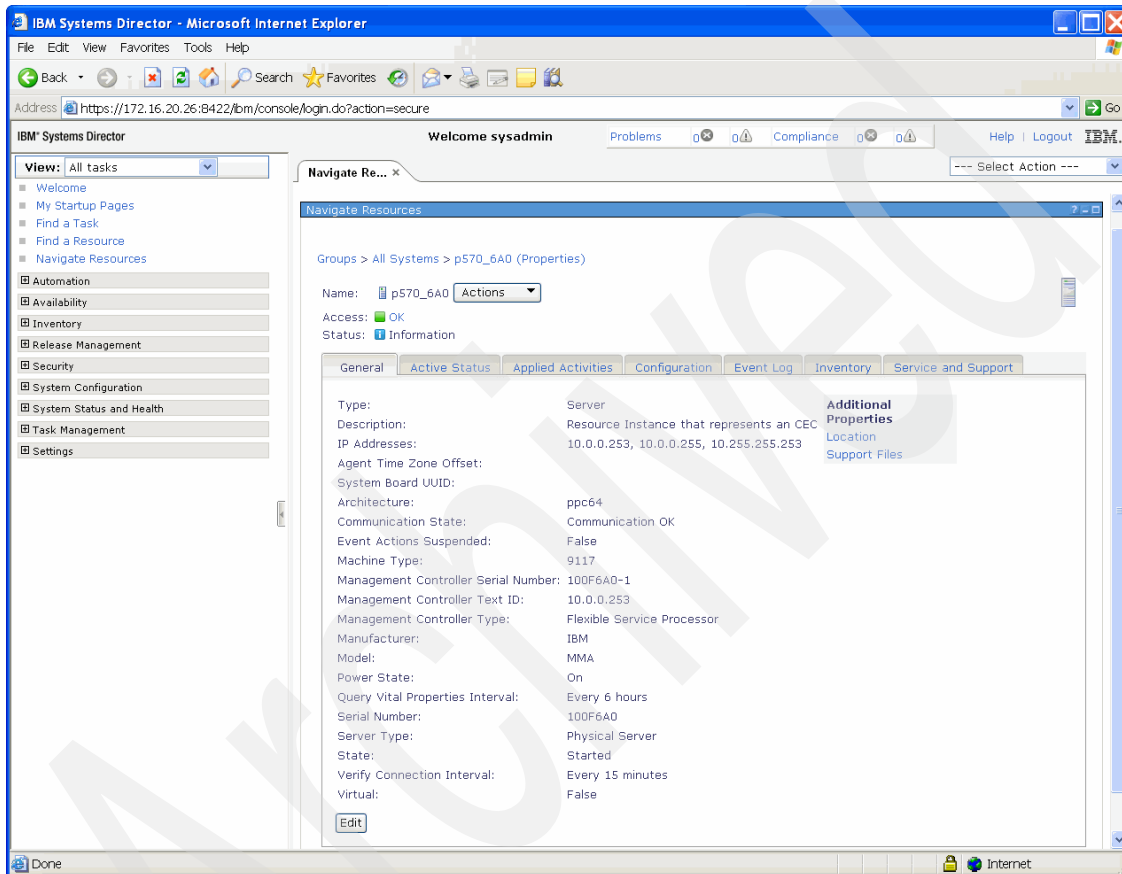 IBM Systems Director - Microsoft Internet Explorer
File Edit View Favorites Tools Help
Back Search Favorites
Address https://172.16.20.26:8422/ibm/console/login.do?action=secure Go
IBM® Systems Director Welcome sysadmin Problems 0 0 Compliance 0 0 Help | Logout IBM.
View: All tasks
Welcome
My Startup Pages
Find a Task
Find a Resource
Navigate Resources
Automation
Availability
Inventory
Release Management
Security
System Configuration
System Status and Health
Task Management
Settings
Navigate Re... ×
--- Select Action ---
Navigate Resources
Groups > All Systems > p570_6A0 (Properties)
Name: p570_6A0 Actions
Access: OK
Status: Information
General Active Status Applied Activities Configuration Event Log Inventory Service and Support
Type: Server
Description: Resource Instance that represents an CEC
IP Addresses: 10.0.0.253, 10.0.0.255, 10.255.255.253
Agent Time Zone Offset:
System Board UUID:
Architecture: ppc64
Communication State: Communication OK
Event Actions Suspended: False
Machine Type: 9117
Management Controller Serial Number: 100F6A0-1
Management Controller Text ID: 10.0.0.253
Management Controller Type: Flexible Service Processor
Manufacturer: IBM
Model: MMA
Power State: On
Query Vital Properties Interval: Every 6 hours
Serial Number: 100F6A0
Server Type: Physical Server
State: Started
Verify Connection Interval: Every 15 minutes
Virtual: False
Edit
Additional
Properties
Location
Support Files
Done Internet
Archived